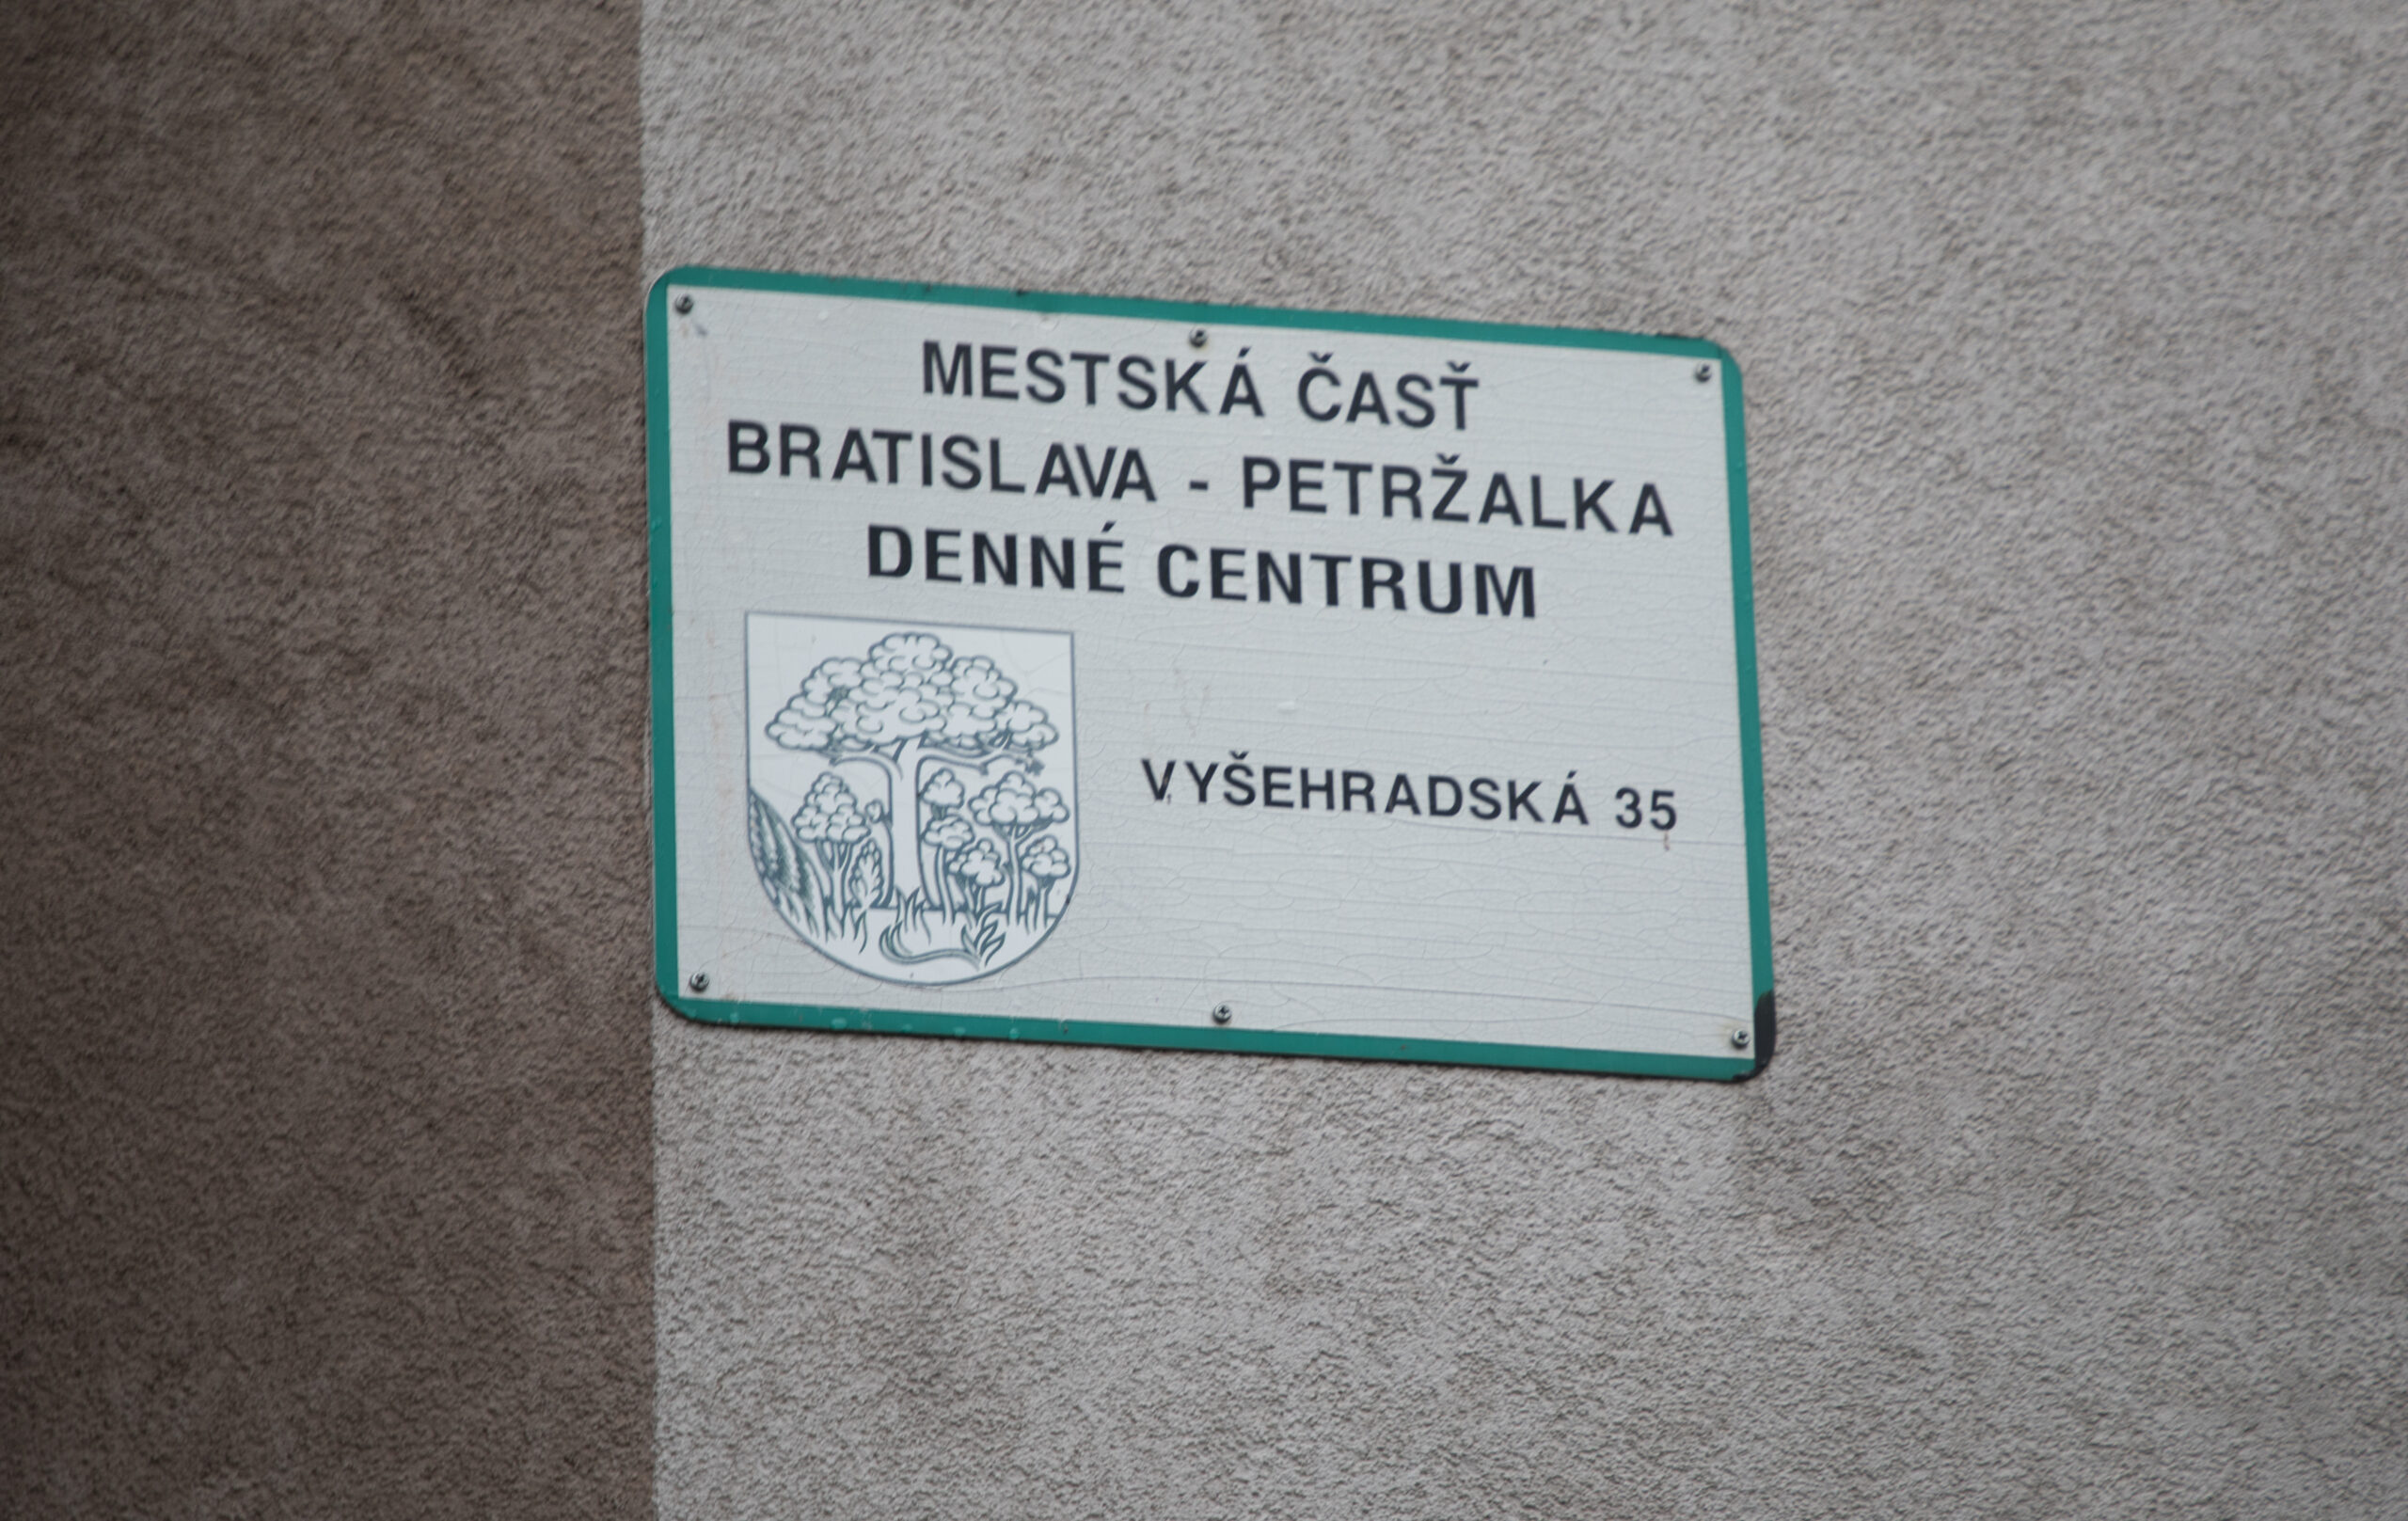 MESTSKÁ ČASŤ
BRATISLAVA - PETRŽALKA
DENNÉ CENTRUM
VYŠEHRADSKÁ 35